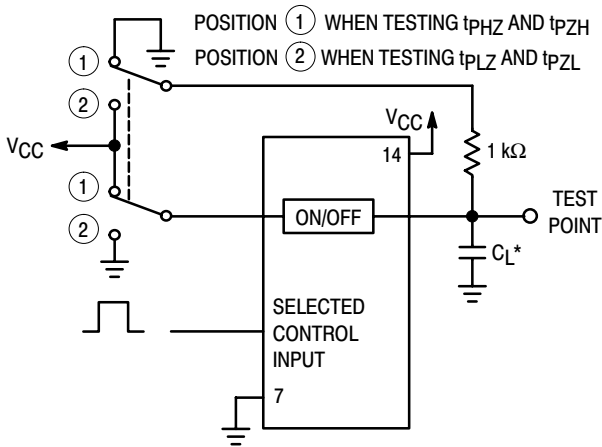 POSITION 1 WHEN TESTING tPHZ AND tPZH
POSITION 2 WHEN TESTING tPLZ AND tPZL
1
2
VCC
1
2
VCC
14
1 kΩ
ON/OFF
TEST
POINT
CL*
SELECTED
CONTROL
INPUT
7